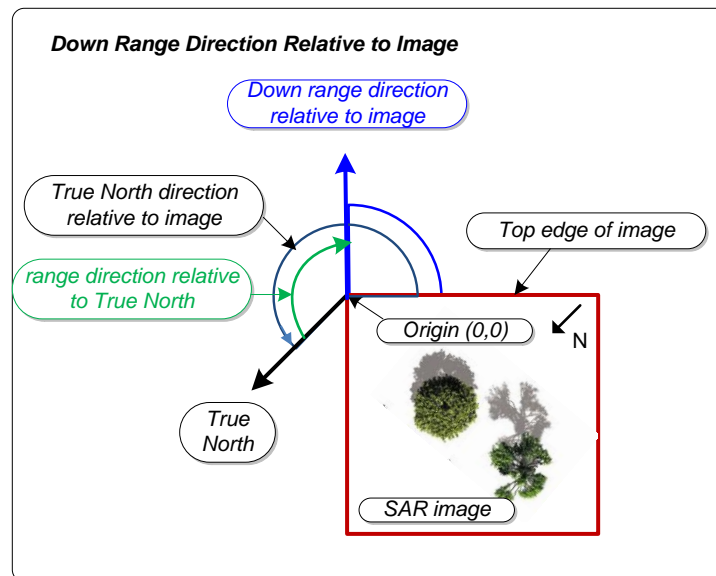 Down Range Direction Relative to Image
Down range direction
relative to image
True North direction
relative to image
Top edge of image
range direction relative
to True North
Origin (0,0)
N
True
North
SAR image